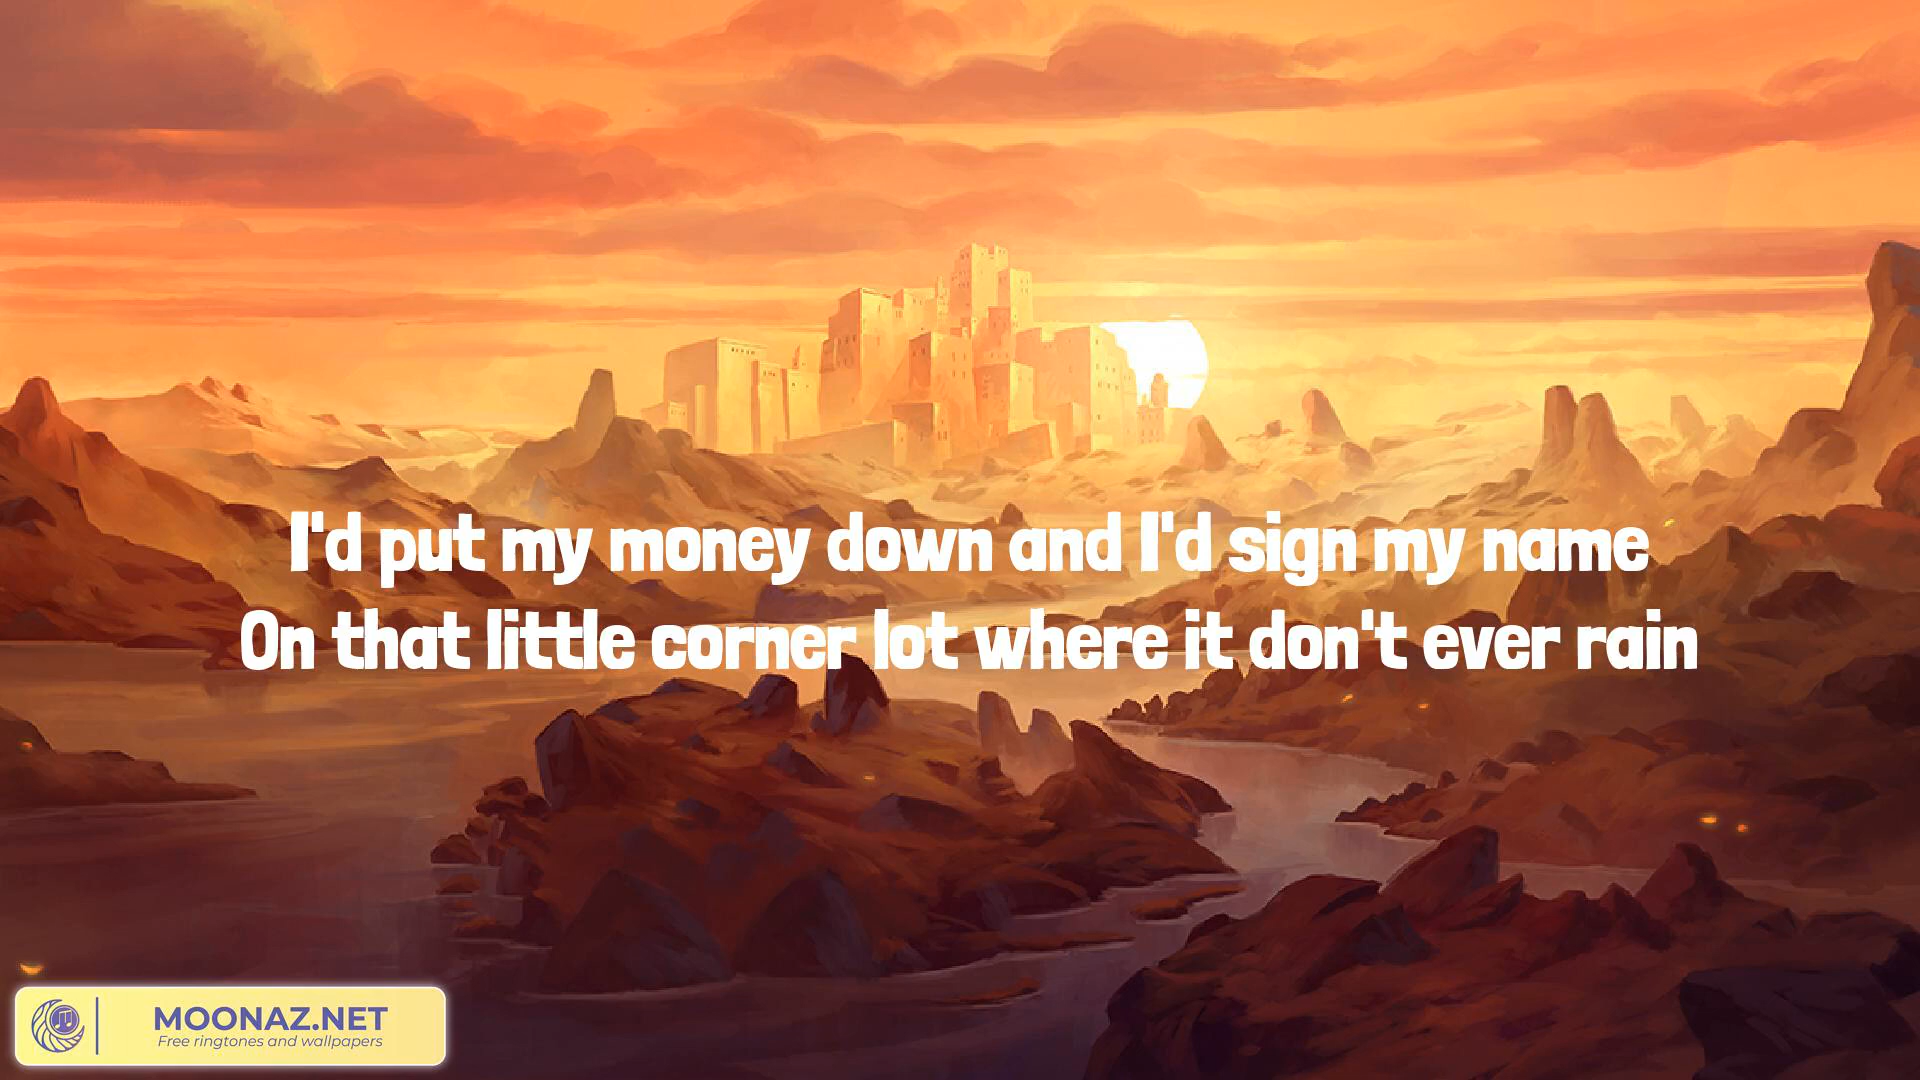 I'd put my money down and I'd sign my name
On that little corner lot where it don't ever rain
MOONAZ.NET
Free ringtones and wallpapers